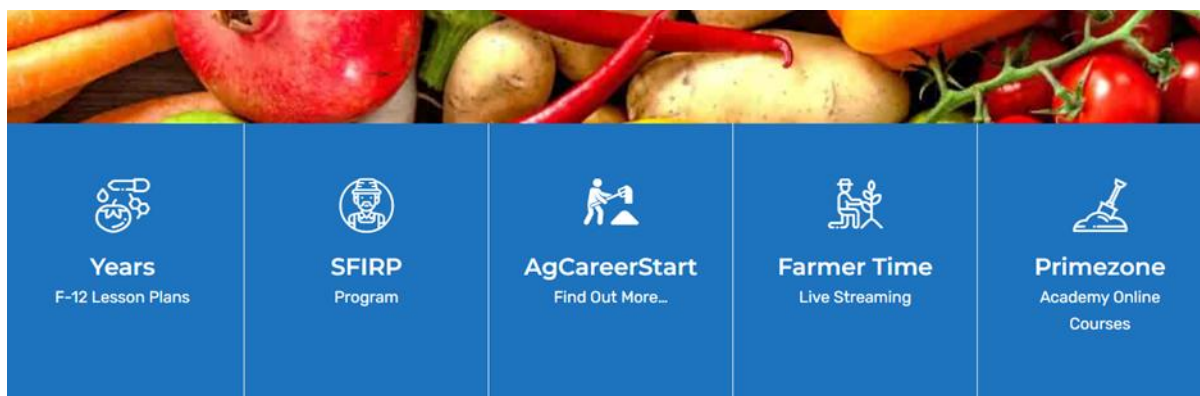 Years
F-12 Lesson Plans
SFIRP
Program
AgCareerStart
Find Out More...
Farmer Time
Live Streaming
Primezone
Academy Online
Courses